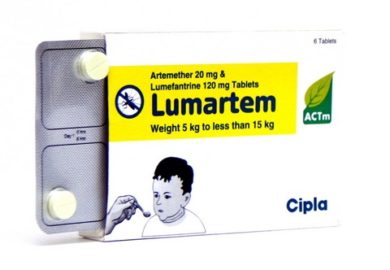 6 Tablets
Artemether 20 mg &
Lumefantrine 120 mg Tablets
Lumartem
Weight 5 kg to less than 15 kg
ACTm
Cipla